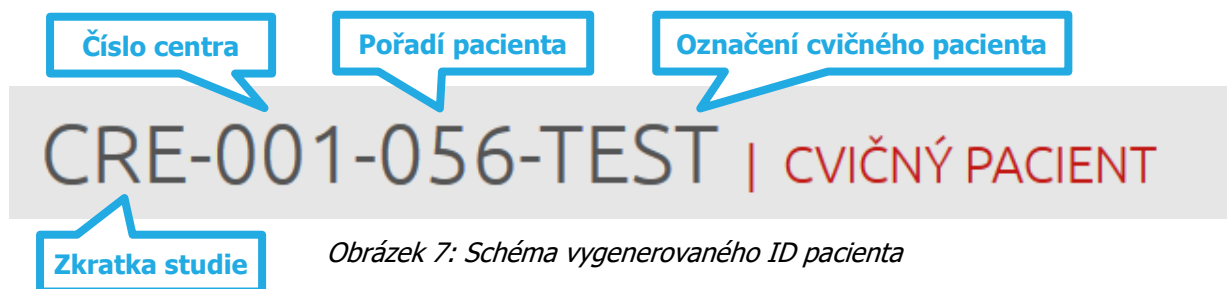 Číslo centra
Pořadí pacienta
Označení cvičného pacienta
CRE-001-056-TEST | CVIČNÝ PACIENT
Zkratka studie
Obrázek 7: Schéma vygenerovaného ID pacienta